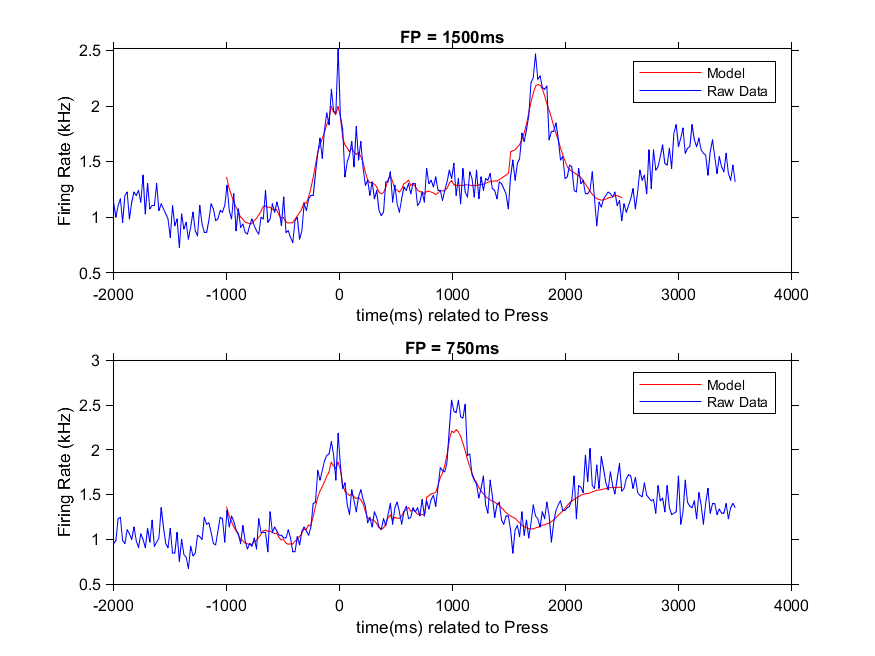 FP = 1500ms
2.5
2
1.5
1
0.5
Firing Rate (kHz)
Model
Raw Data
-2000 -1000 0 1000 2000 3000 4000
time(ms) related to Press
FP = 750ms
3
2.5
2
1.5
1
0.5
Firing Rate (kHz)
Model
Raw Data
-2000 -1000 0 1000 2000 3000 4000
time(ms) related to Press